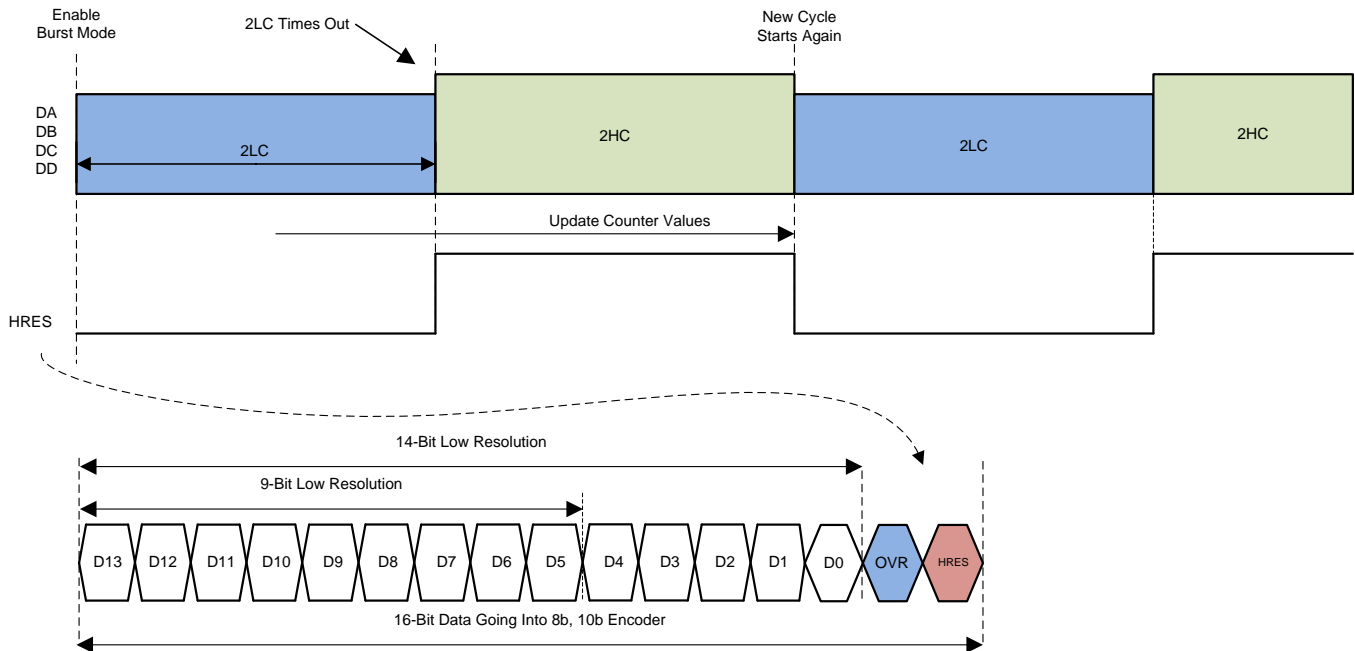 Enable
Burst Mode
2LC Times Out
New Cycle
Starts Again
DA
DB
DC
DD
2LC
2HC
2LC
2HC
Update Counter Values
HRES
14-Bit Low Resolution
9-Bit Low Resolution
D13 D12 D11 D10 D9 D8 D7 D6 D5 D4 D3 D2 D1 D0 OVR HRES
16-Bit Data Going Into 8b, 10b Encoder